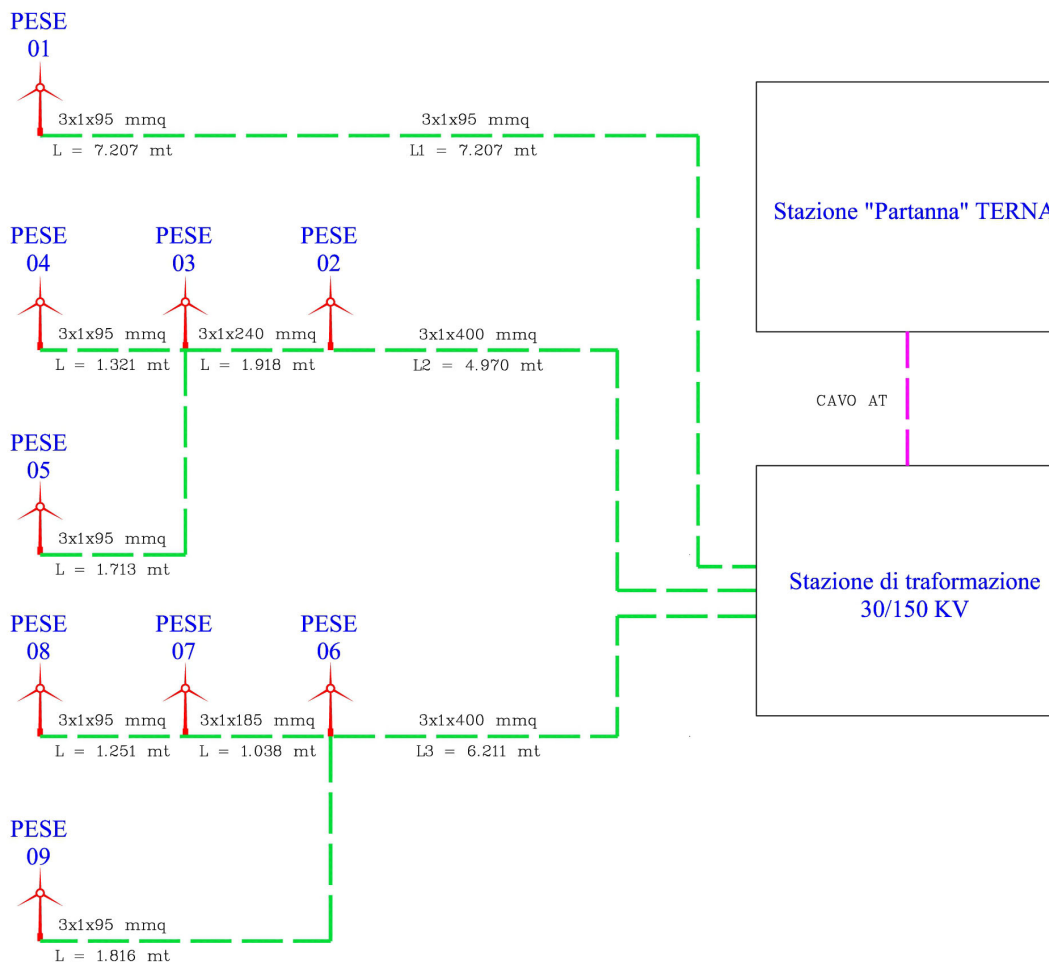 PESE
01
3x1x95 mmq
L = 7.207 mt
3x1x95 mmq
L1 = 7.207 mt
Stazione "Partanna" TERNA
PESE
04
PESE
03
PESE
02
3x1x95 mmq
L = 1.321 mt
3x1x240 mmq
L = 1.918 mt
3x1x400 mmq
L2 = 4.970 mt
CAVO AT
PESE
05
3x1x95 mmq
L = 1.713 mt
Stazione di traformazione
30/150 KV
PESE
08
PESE
07
PESE
06
3x1x95 mmq
L = 1.251 mt
3x1x185 mmq
L = 1.038 mt
3x1x400 mmq
L3 = 6.211 mt
PESE
09
3x1x95 mmq
L = 1.816 mt